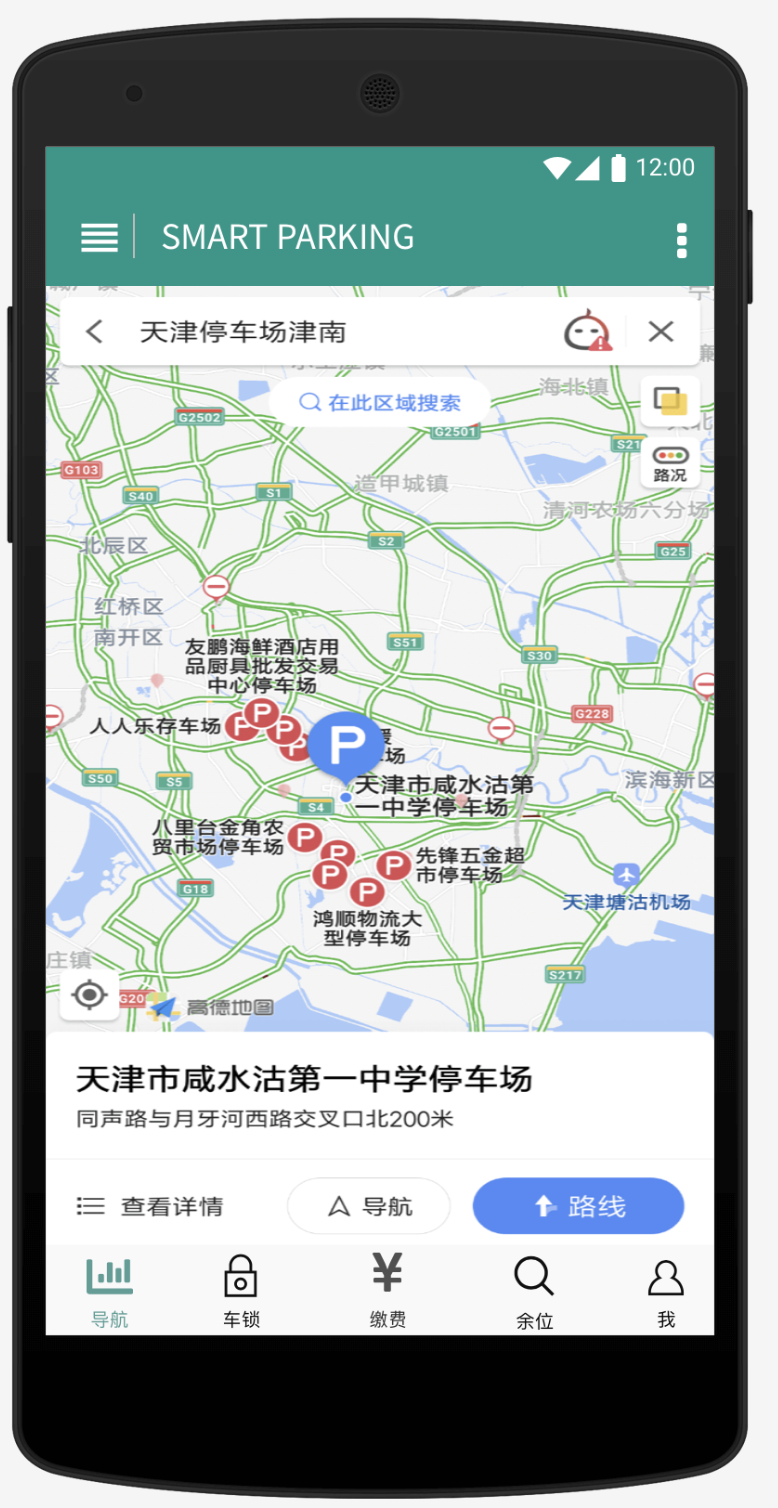 12:00
SMART PARKING
天津停车场津南
在此区域搜索
海北镇
G2502
G2501
S21
路况
G103
S40
S1
造甲城镇
清河农场六分场
S2
G25
北辰区
红桥区
南开区
S51
S30
友鹏海鲜酒店用
品厨具批发交易
中心停车场
G228
人人乐存车场
P
P
P
P
P
场
S50
S5
滨海新区
天津市咸水沽第
一中学停车场
S4
八里台金角农
贸市场停车场
P
P
P
P
P
先锋五金超
市停车场
G18
天津塘沽机场
鸿顺物流大
型停车场
庄镇
S217
G20
高德地图
天津市咸水沽第一中学停车场
同声路与月牙河西路交叉口北200米
查看详情
导航
路线
¥
导航
车锁
缴费
余位
我